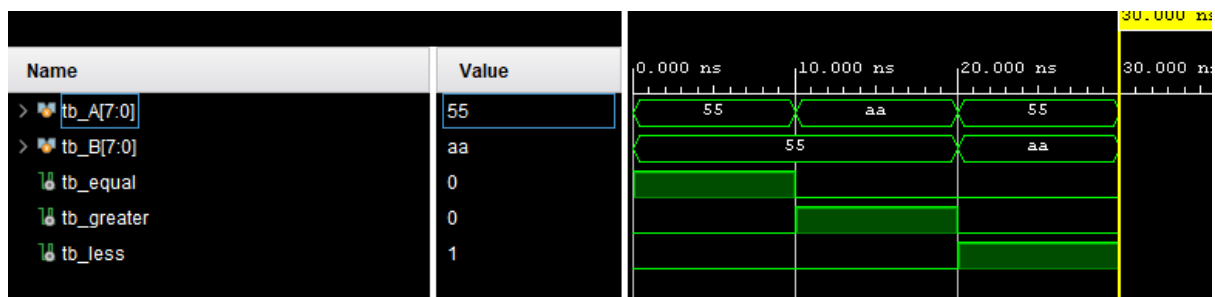 30.000 ns
Name Value 0.000 ns 10.000 ns 20.000 ns 30.000 ns
tb_A[7:0] 55 55 aa 55
tb_B[7:0] aa 55 aa
tb_equal 0
tb_greater 0
tb_less 1